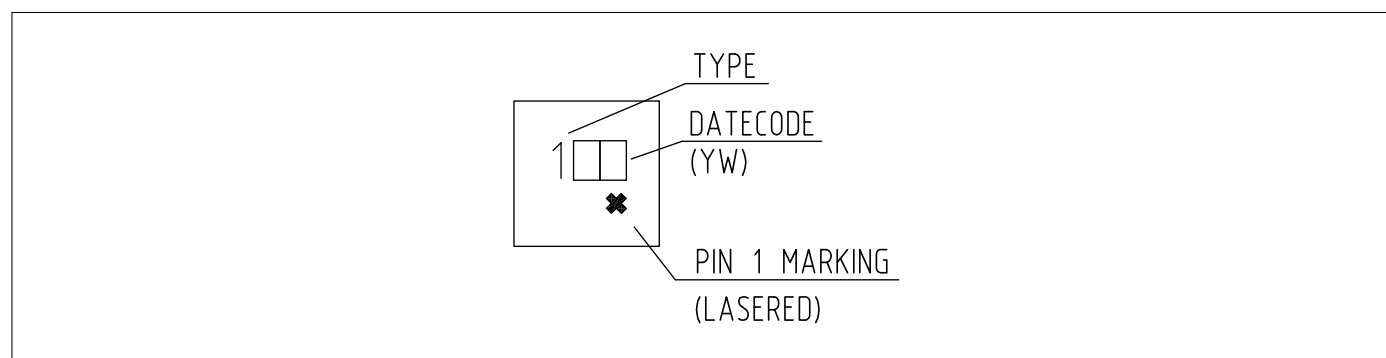 TYPE
DATECODE
(YW)
1
PIN 1 MARKING
(LASERED)